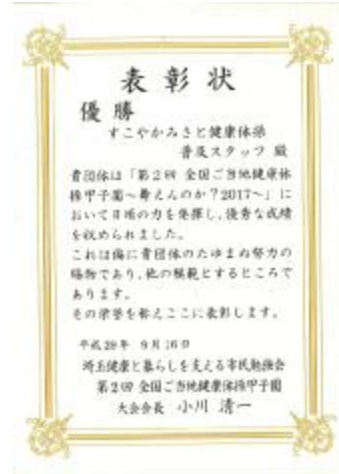 表彰状
優勝
すこやかみさと健康体操
普及スタッフ 殿
貴団体は「第2回 全国ご当地健康体
操甲子園～野えんのか?2017～」に
おいて日頃の力を発揮し、優秀な成績
を収められました。
これは偏に貴団体のたゆまぬ努力の
賜物であり、他の模範とするところで
あります。
その栄誉を称えここに表彰します。
平成29年 9月16日
埼玉健康と暮らしを支える市民勉強会
第2回 全国ご当地健康体操甲子園
大会会長 小川 清一